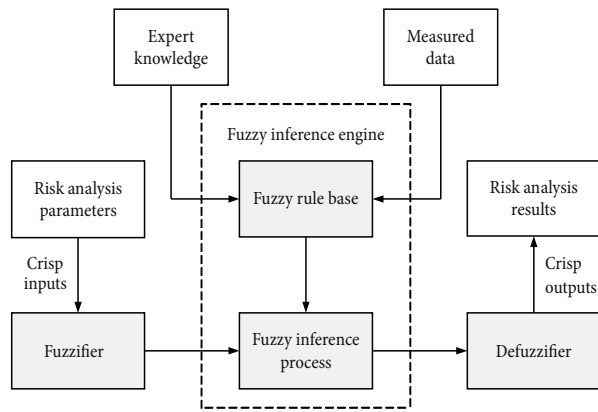 Expert
knowledge
Measured
data
Fuzzy inference engine
Risk analysis
parameters
Fuzzy rule base
Risk analysis
results
Crisp
inputs
Crisp
outputs
Fuzzifier
Fuzzy inference
process
Defuzzifier